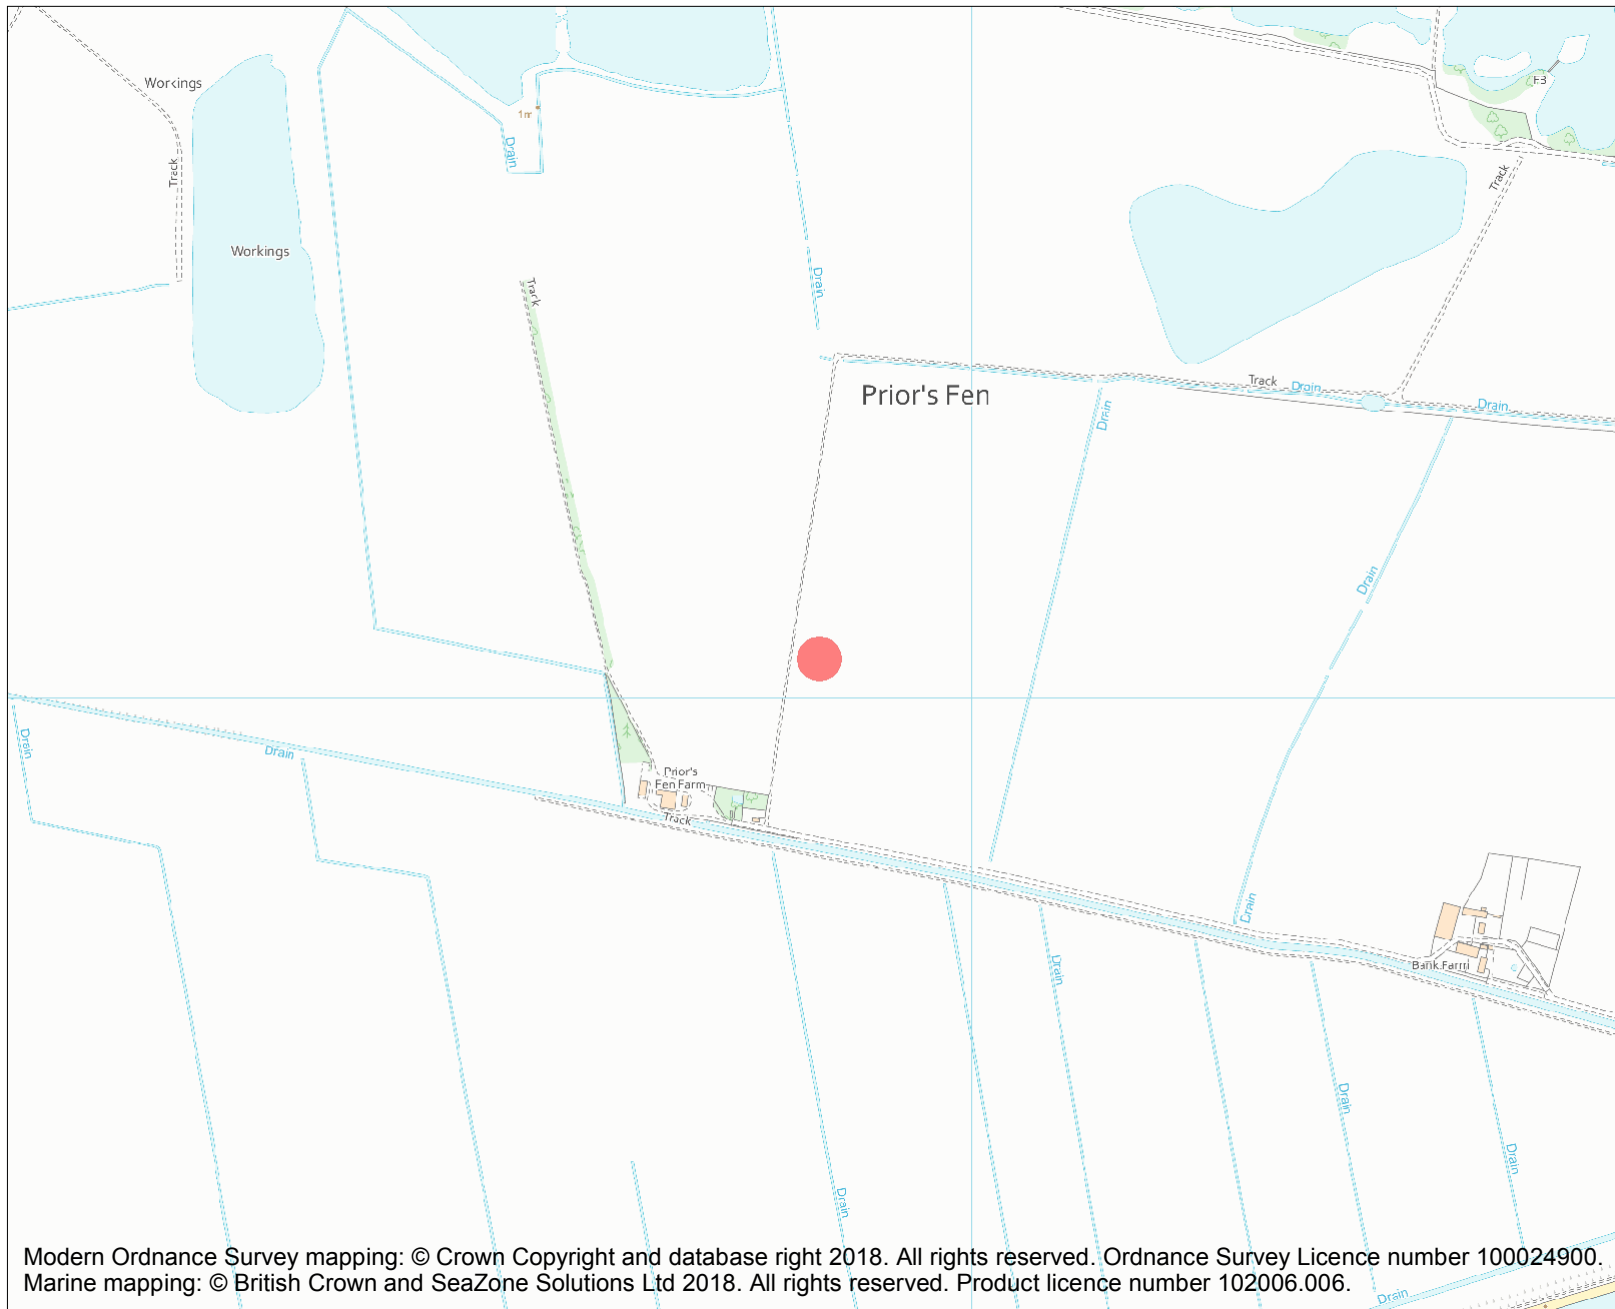 Workings
Track
Workings
1m
Drain
Track
Drain
Prior's Fen
Track
Drain
Drain
Track
Drain
Drain
Drain
Drain
Prior's
Fen Farm
Track
Drain
Bank Farm
Drain
Drain
Drain
Drain
Drain
Modern Ordnance Survey mapping: © Crown Copyright and database right 2018. All rights reserved. Ordnance Survey Licence number 100024900.
Marine mapping: © British Crown and SeaZone Solutions Ltd 2018. All rights reserved. Product licence number 102006.006.